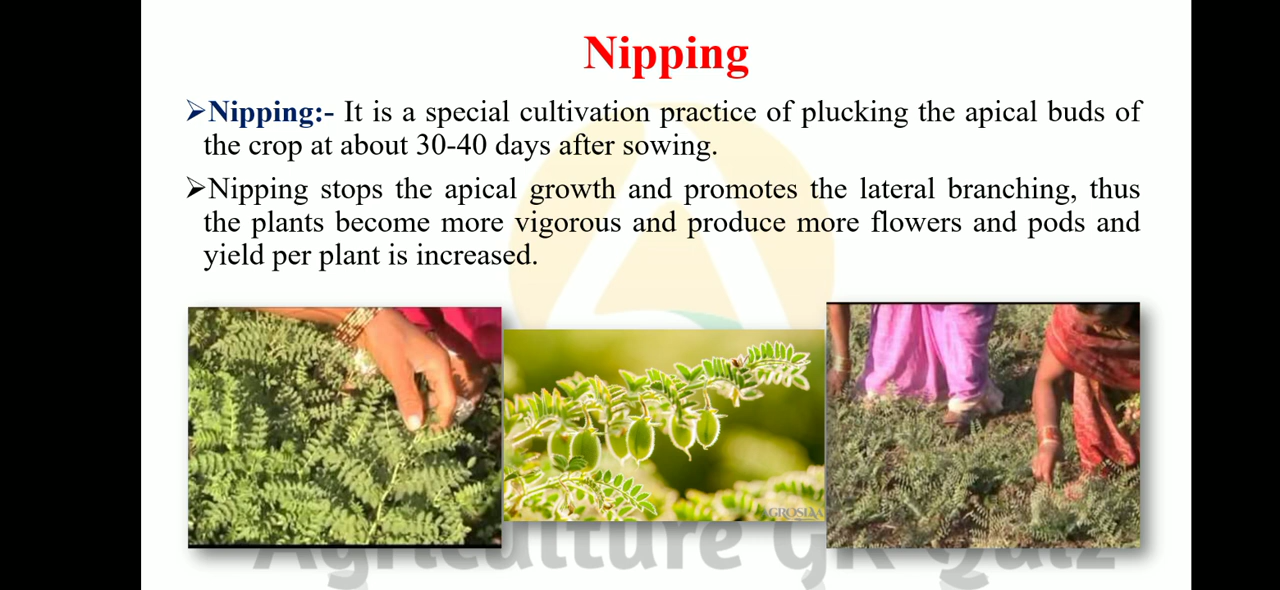 Nipping
➢Nipping:- It is a special cultivation practice of plucking the apical buds of
the crop at about 30-40 days after sowing.
➢Nipping stops the apical growth and promotes the lateral branching, thus
the plants become more vigorous and produce more flowers and pods and
yield per plant is increased.
Agriculture GK Quiz